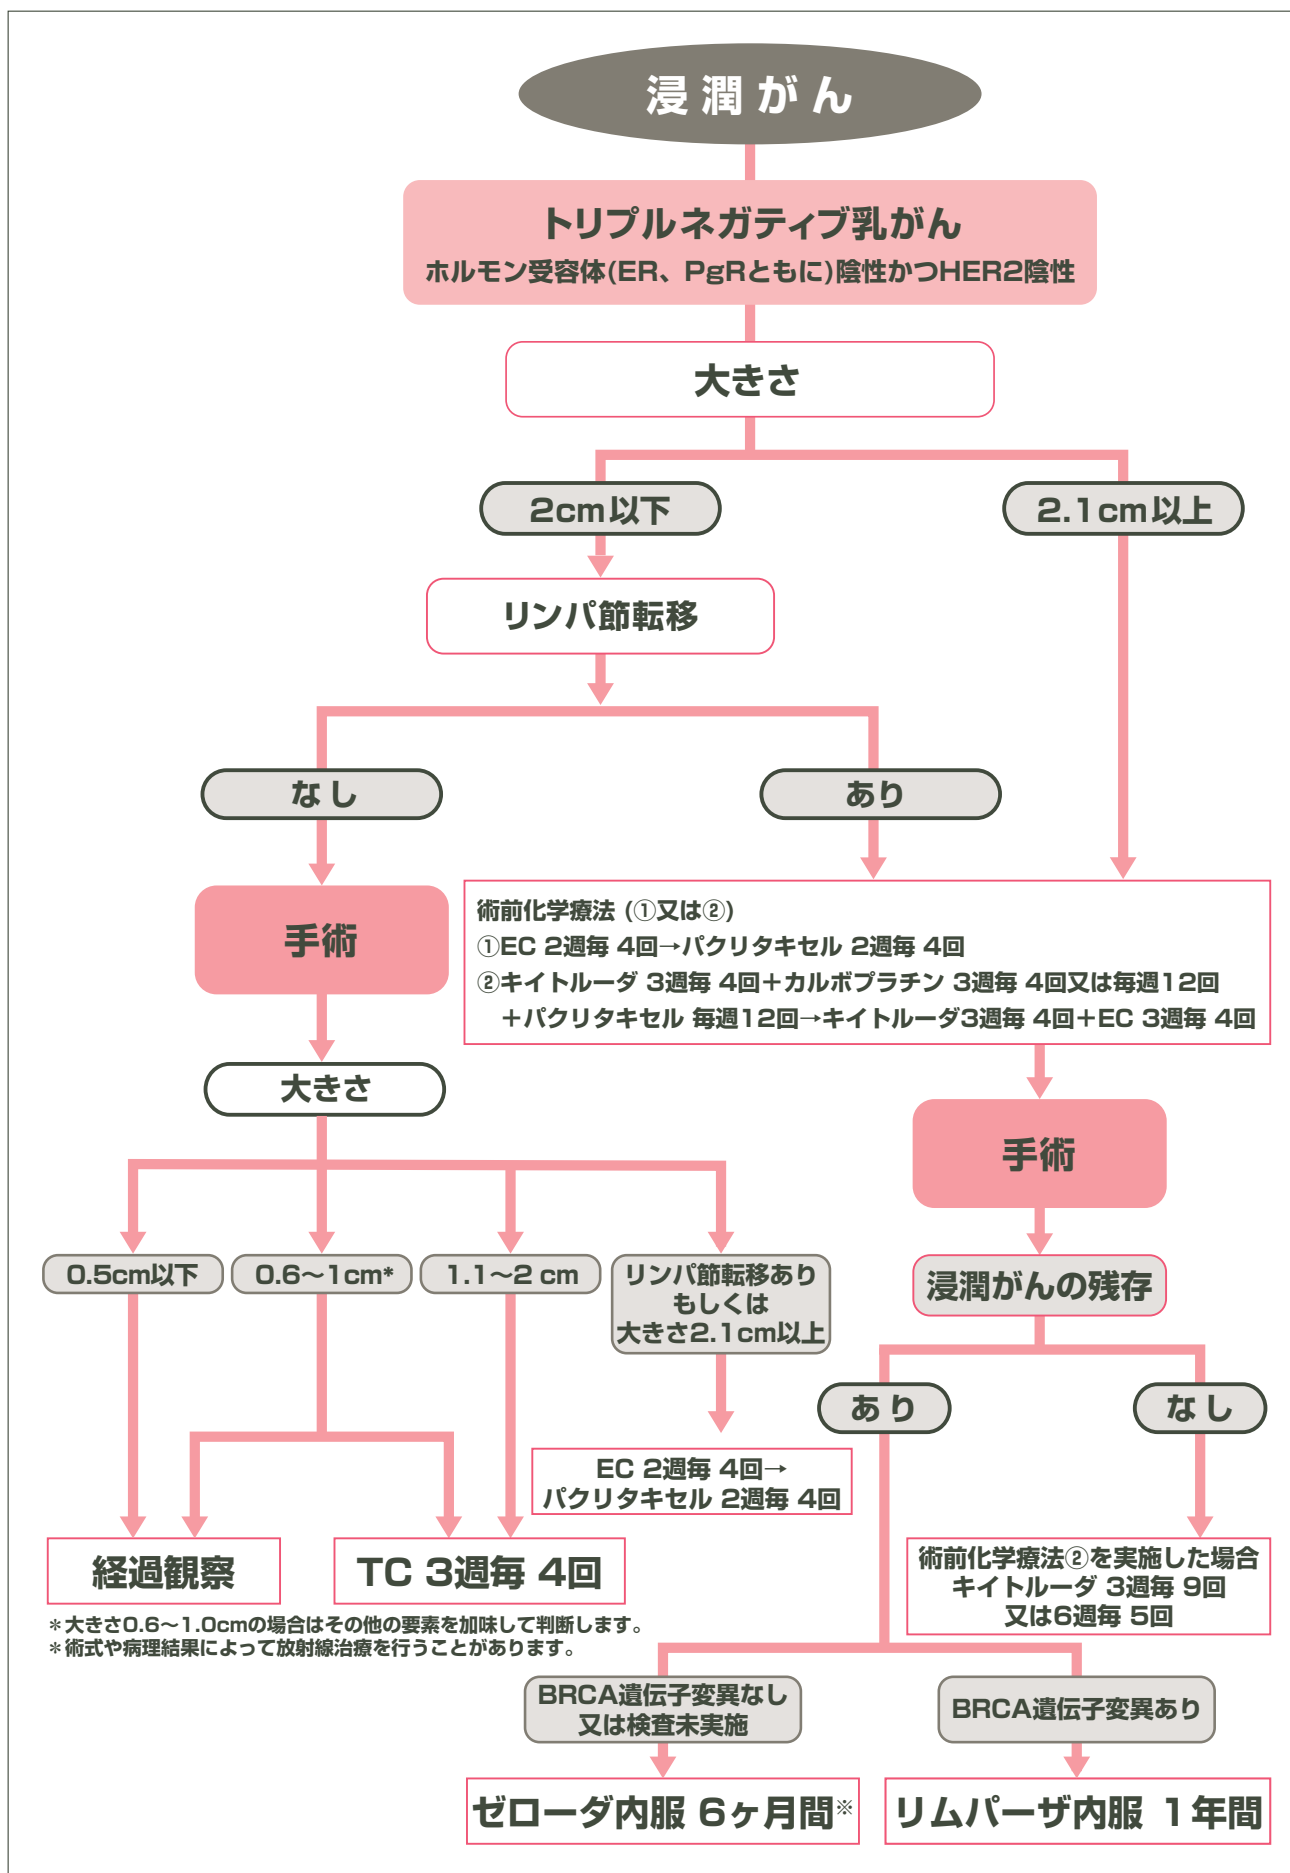 浸潤がん
トリプルネガティブ乳がん
ホルモン受容体(ER、PgRともに)陰性かつHER2陰性
大きさ
2cm以下
2.1cm以上
リンパ節転移
なし
あり
手術
術前化学療法 (①又は②)
①EC 2週毎 4回→パクリタキセル 2週毎 4回
②キイトルーダ 3週毎 4回＋カルボプラチン 3週毎 4回又は毎週12回
＋パクリタキセル 毎週12回→キイトルーダ3週毎 4回＋EC 3週毎 4回
大きさ
手術
0.5cm以下
0.6〜1cm*
1.1〜2 cm
リンパ節転移あり
もしくは
大きさ2.1cm以上
浸潤がんの残存
あり
なし
EC 2週毎 4回→
パクリタキセル 2週毎 4回
経過観察
TC 3週毎 4回
術前化学療法②を実施した場合
キイトルーダ 3週毎 9回
又は6週毎 5回
＊大きさ0.6〜1.0cmの場合はその他の要素を加味して判断します。
＊術式や病理結果によって放射線治療を行うことがあります。
BRCA遺伝子変異なし
又は検査未実施
BRCA遺伝子変異あり
ゼローダ内服 6ヶ月間※
リムパーザ内服 1年間